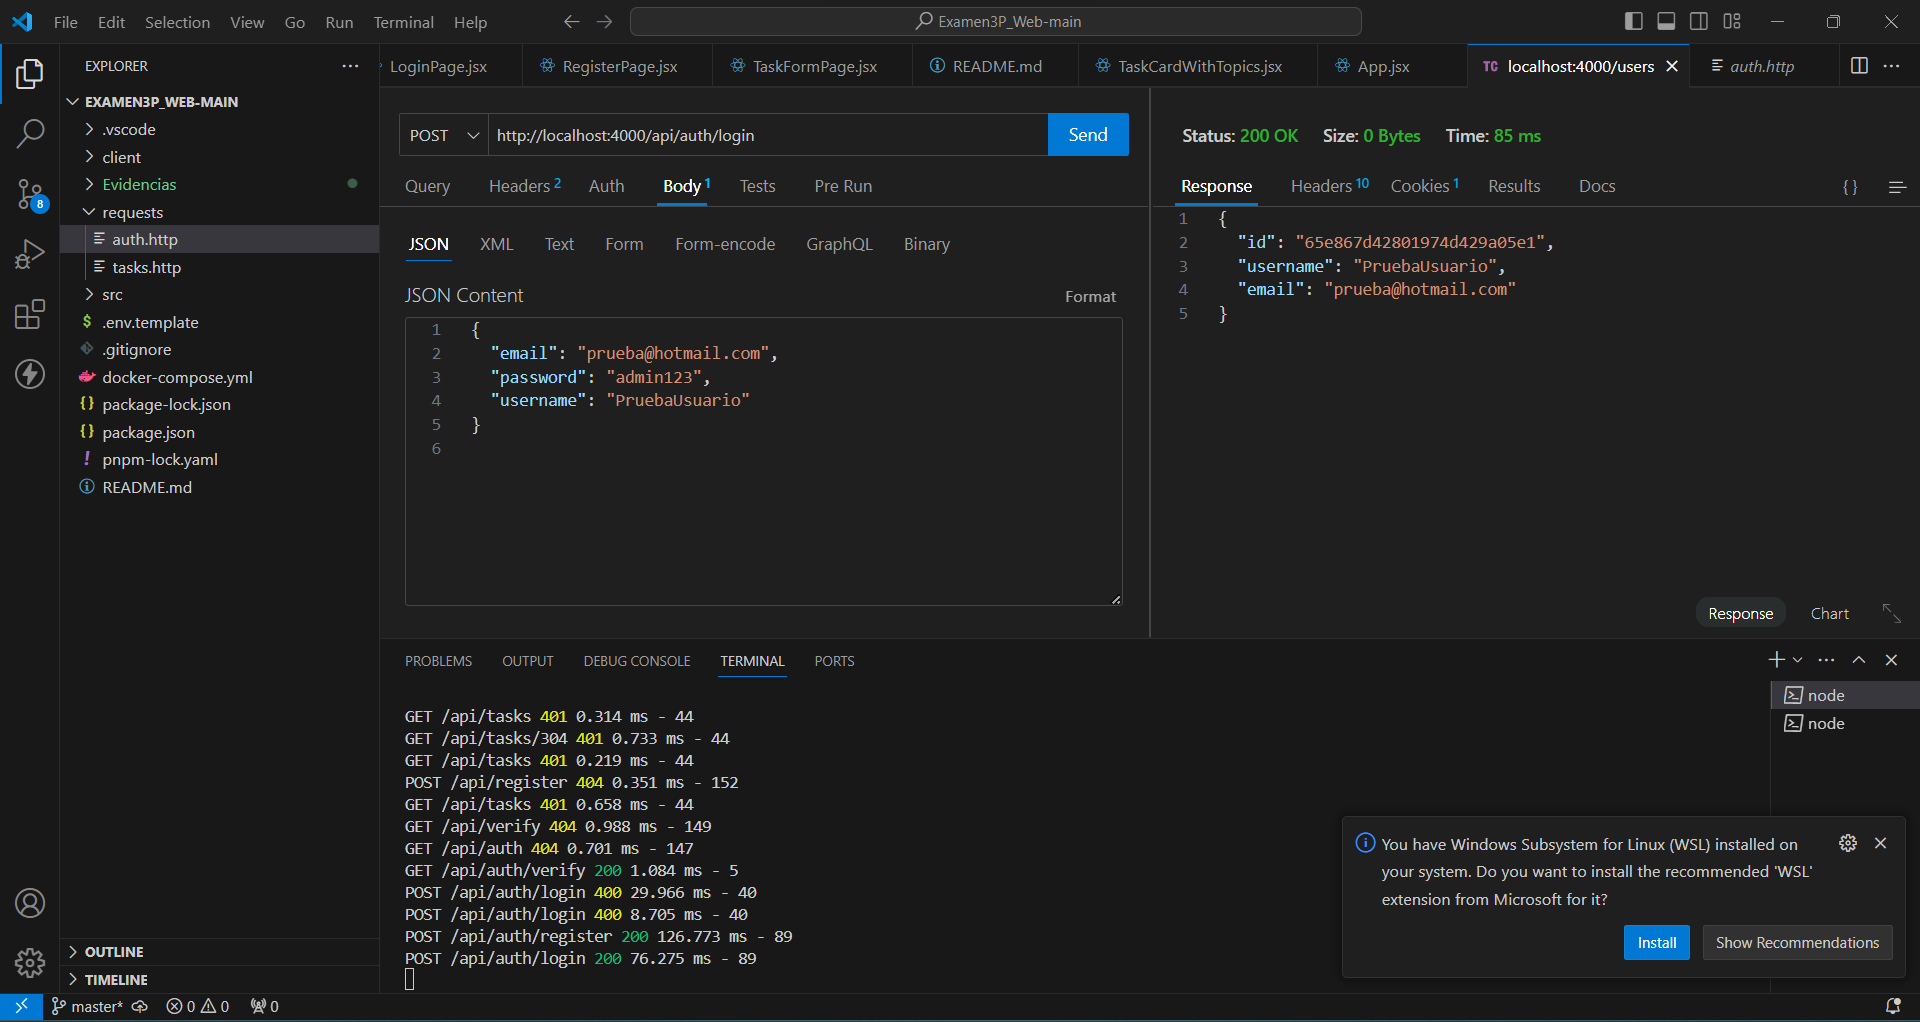 File Edit Selection View Go Run Terminal Help
Examen3P_Web-main
EXPLORER
LoginPage.jsx RegisterPage.jsx TaskFormPage.jsx README.md TaskCardWithTopics.jsx App.jsx TC localhost:4000/users auth.http
EXAMEN3P_WEB-MAIN
.vscode
client
Evidencias
requests
auth.http
tasks.http
src
$ .env.template
.gitignore
docker-compose.yml
{} package-lock.json
{} package.json
! pnpm-lock.yaml
README.md
8
OUTLINE
TIMELINE
POST http://localhost:4000/api/auth/login Send
Query Headers 2 Auth Body 1 Tests Pre Run
JSON XML Text Form Form-encode GraphQL Binary
JSON Content Format
1 {
2 "email": "prueba@hotmail.com",
3 "password": "admin123",
4 "username": "PruebaUsuario"
5 }
6
Status: 200 OK Size: 0 Bytes Time: 85 ms
Response Headers 10 Cookies 1 Results Docs {}
1 {
2 "id": "65e867d42801974d429a05e1",
3 "username": "PruebaUsuario",
4 "email": "prueba@hotmail.com"
5 }
Response Chart
PROBLEMS OUTPUT DEBUG CONSOLE TERMINAL PORTS
GET /api/tasks 401 0.314 ms - 44
GET /api/tasks/304 401 0.733 ms - 44
GET /api/tasks 401 0.219 ms - 44
POST /api/register 404 0.351 ms - 152
GET /api/tasks 401 0.658 ms - 44
GET /api/verify 404 0.988 ms - 149
GET /api/auth 404 0.701 ms - 147
GET /api/auth/verify 200 1.084 ms - 5
POST /api/auth/login 400 29.966 ms - 40
POST /api/auth/login 400 8.705 ms - 40
POST /api/auth/register 200 126.773 ms - 89
POST /api/auth/login 200 76.275 ms - 89
node
node
You have Windows Subsystem for Linux (WSL) installed on
your system. Do you want to install the recommended 'WSL'
extension from Microsoft for it?
Install Show Recommendations
master* 0 0 0